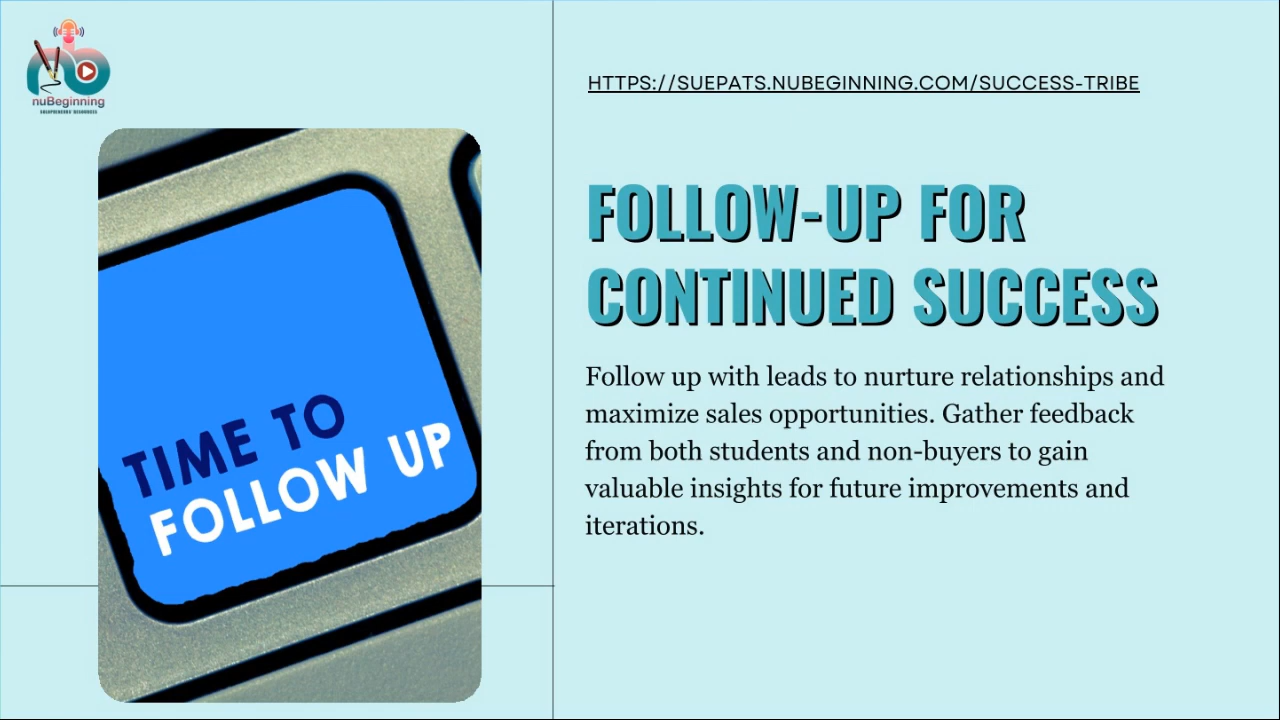 nuBeginning
SOLOPRENEURS' RESOURCES
HTTPS://SUEPATS.NUBEGINNING.COM/SUCCESS-TRIBE
TIME TO
FOLLOW UP
FOLLOW-UP FOR
CONTINUED SUCCESS
Follow up with leads to nurture relationships and
maximize sales opportunities. Gather feedback
from both students and non-buyers to gain
valuable insights for future improvements and
iterations.